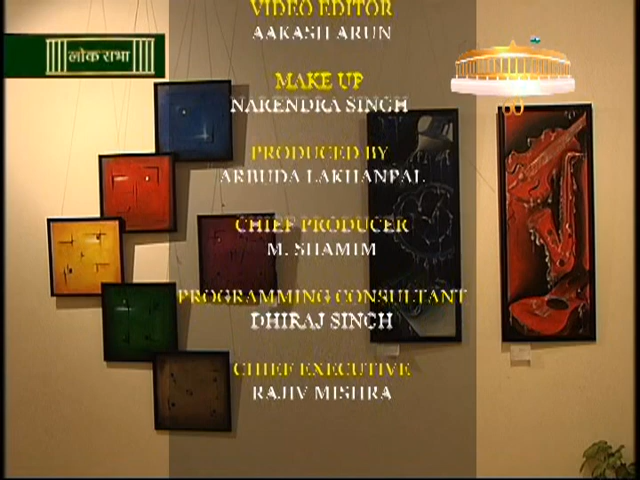 VIDEO EDITOR
AAKASH ARUN
लोक सभा
MAKE UP
NARENDRA SINGH
PRODUCED BY
ARBUDA LAKHANPAL
CHIEF PRODUCER
M. SHAMIM
PROGRAMMING CONSULTANT
DHIRAJ SINGH
CHIEF EXECUTIVE
RAJIV MISHRA